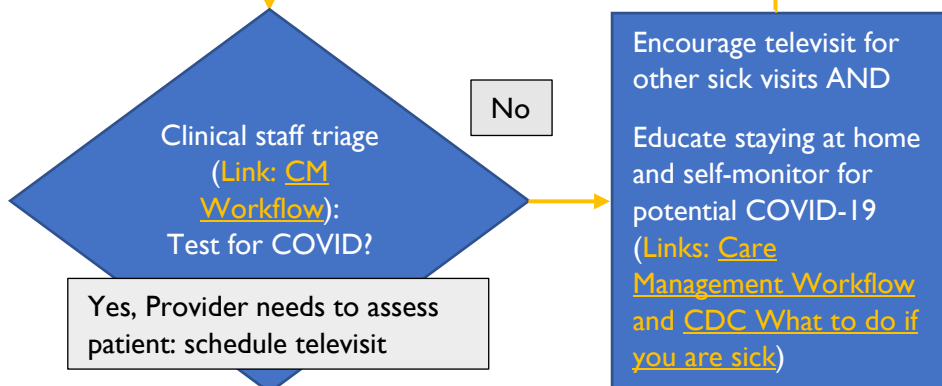 Clinical staff triage
(Link: CM
Workflow):
Test for COVID?
Yes, Provider needs to assess
patient: schedule televisit
No
Encourage televisit for
other sick visits AND
Educate staying at home
and self-monitor for
potential COVID-19
(Links: Care
Management Workflow
and CDC What to do if
you are sick)